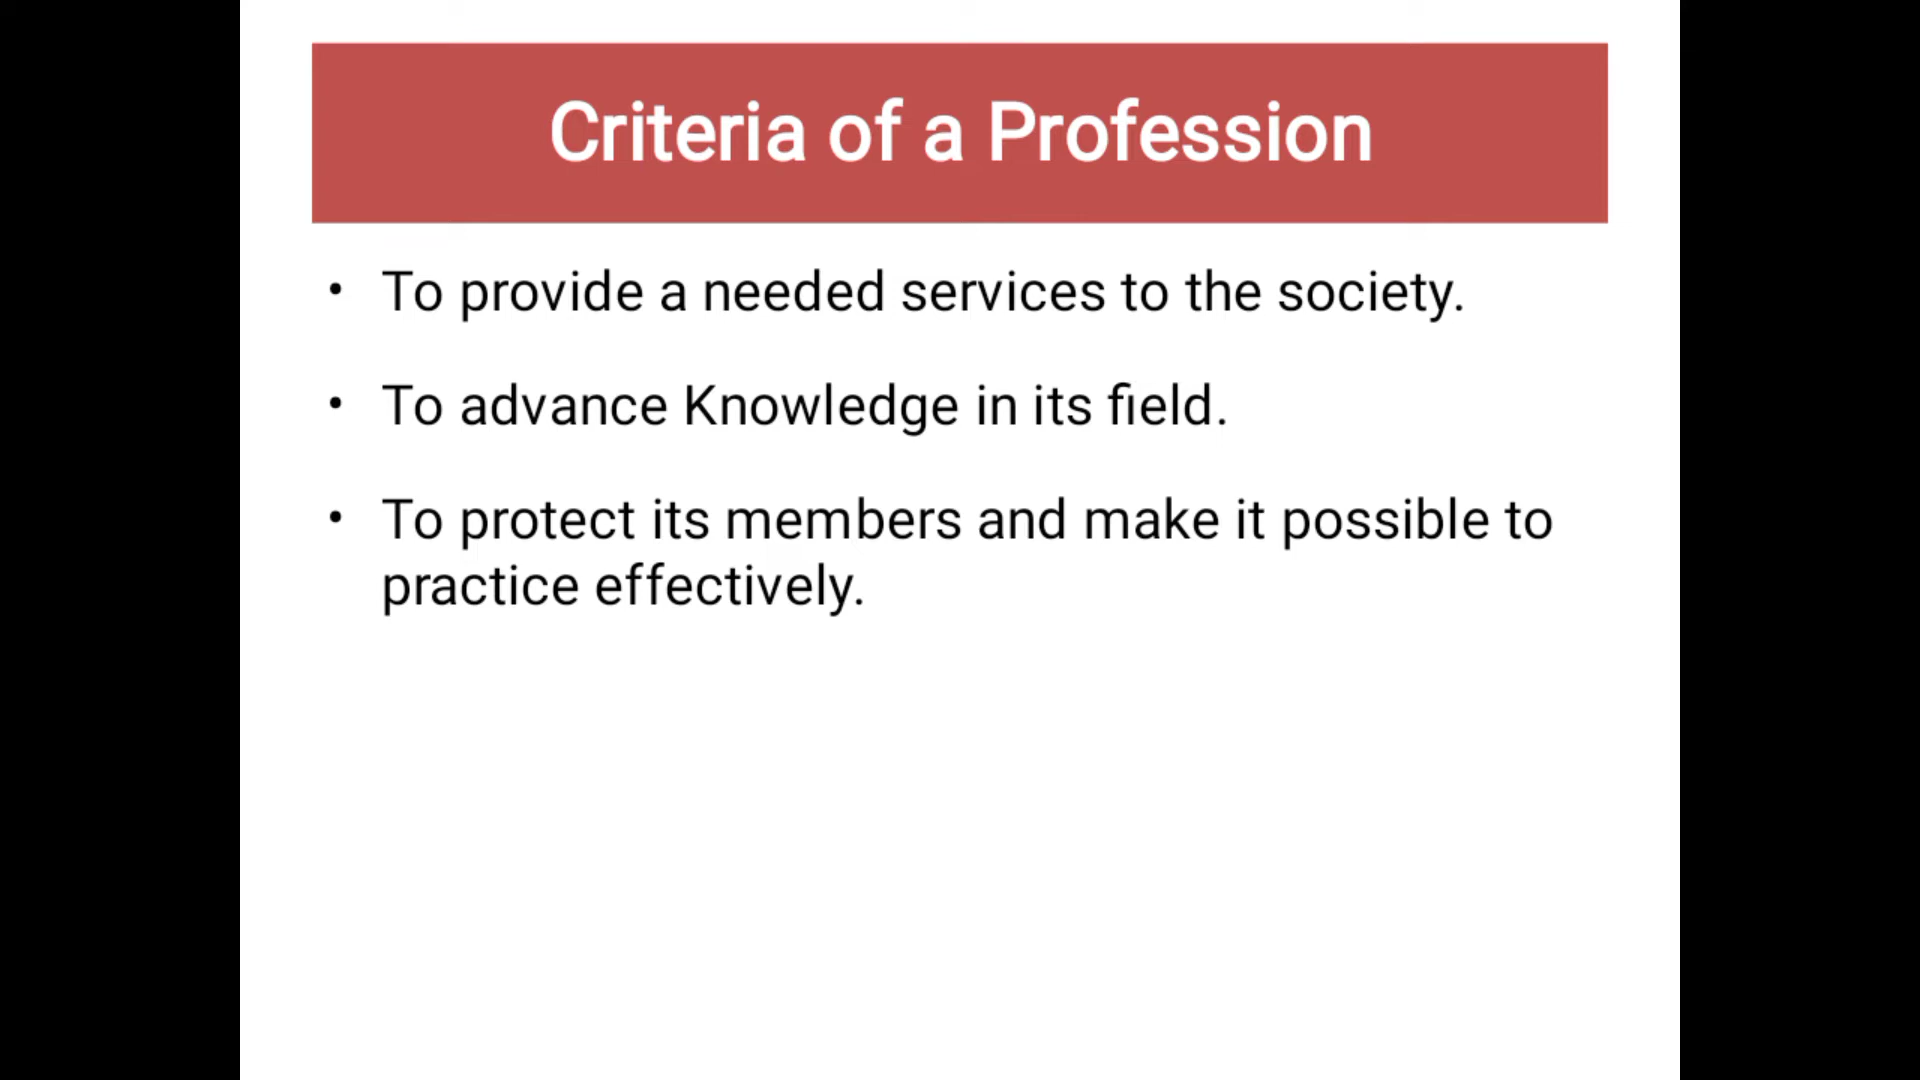 Criteria of a Profession
• To provide a needed services to the society.
• To advance Knowledge in its field.
• To protect its members and make it possible to
practice effectively.